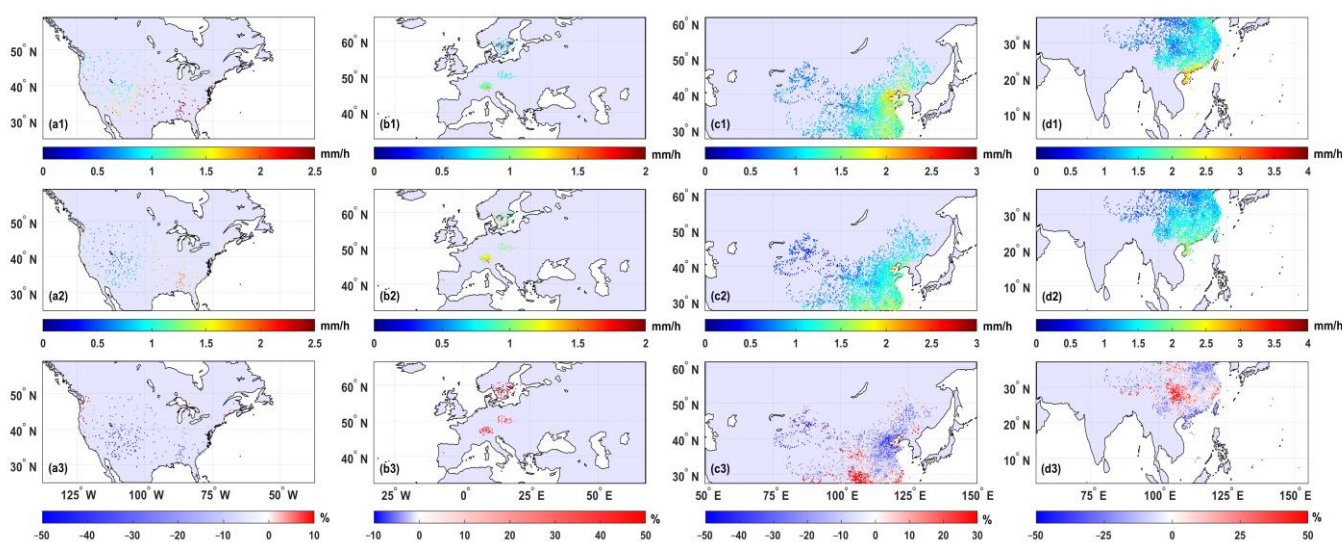 60° N
50° N
40° N
30° N
(a1)
0 0.5 1 1.5 2 2.5 mm/h
60° N
50° N
40° N
(b1)
0 0.5 1 1.5 2 mm/h
60° N
50° N
40° N
30° N
(c1)
0 0.5 1 1.5 2 2.5 3 mm/h
30° N
20° N
10° N
(d1)
0 0.5 1 1.5 2 2.5 3 3.5 4 mm/h
50° N
40° N
30° N
(a2)
0 0.5 1 1.5 2 2.5 mm/h
60° N
50° N
40° N
(b2)
0 0.5 1 1.5 2 mm/h
60° N
50° N
40° N
30° N
(c2)
0 0.5 1 1.5 2 2.5 3 mm/h
30° N
20° N
10° N
(d2)
0 0.5 1 1.5 2 2.5 3 3.5 4 mm/h
50° N
40° N
30° N
(a3)
125° W 100° W 75° W 50° W
−50 −40 −30 −20 −10 0 10 %
60° N
50° N
40° N
(b3)
25° W 0° 25° E 50° E
−10 0 10 20 30 40 50 %
60° N
50° N
40° N
30° N
(c3)
50° E 75° E 100° E 125° E 150° E
−50 −40 −30 −20 −10 0 10 20 30 %
30° N
20° N
10° N
(d3)
75° E 100° E 125° E 150° E
−50 −25 0 25 50 %